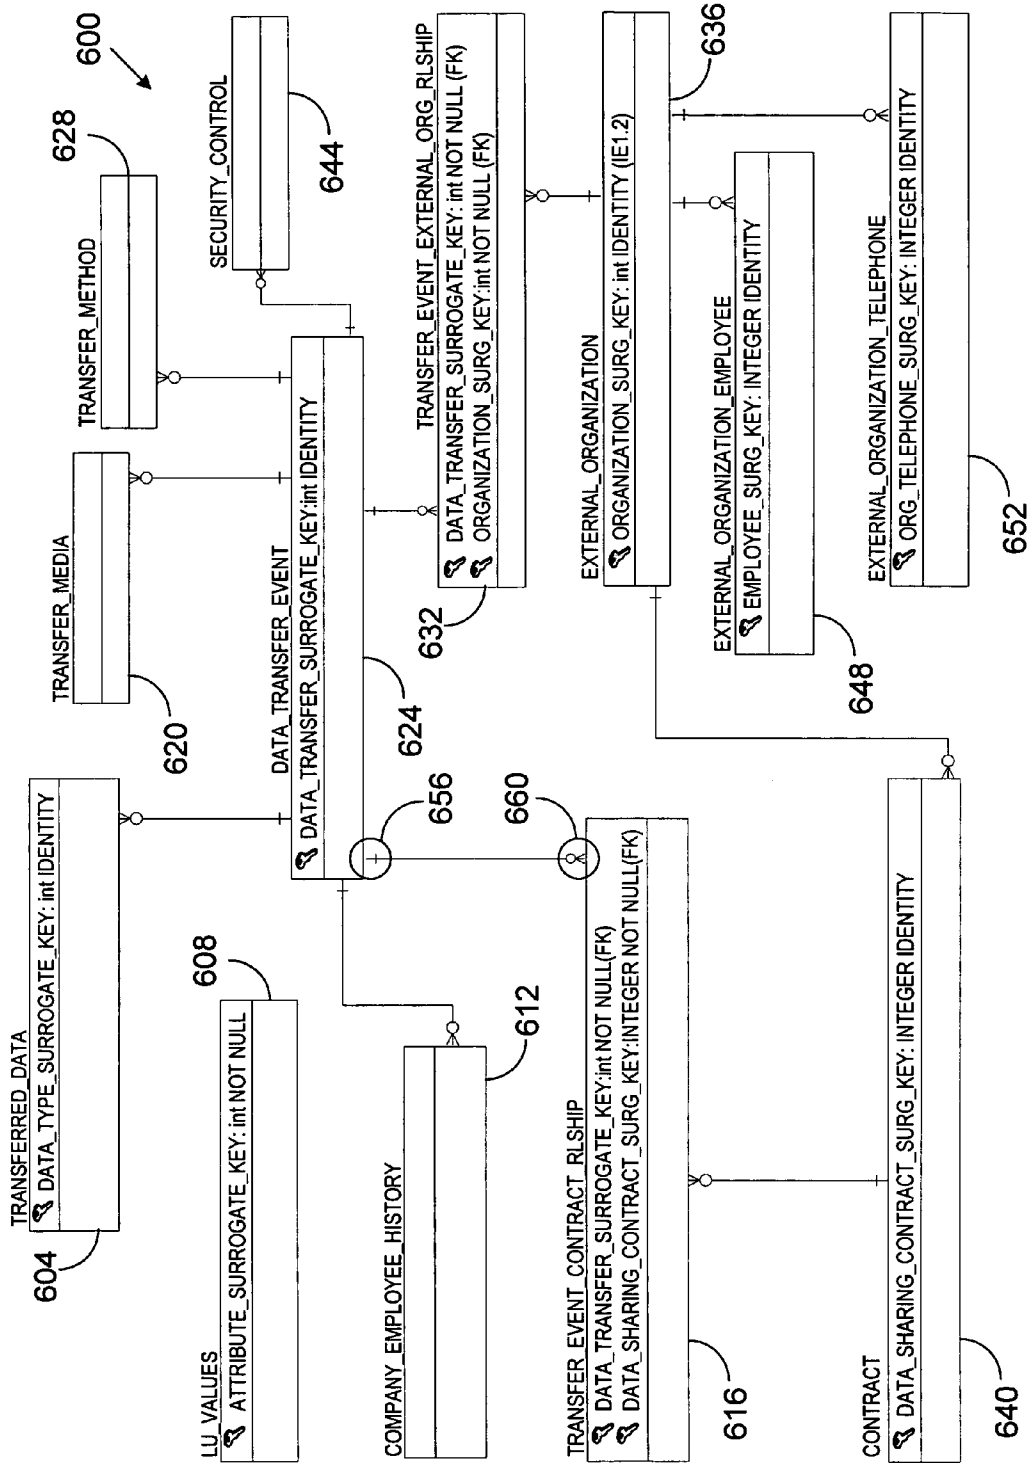 600
TRANSFERRED_DATA
DATA_TYPE_SURROGATE_KEY: int IDENTITY
604
TRANSFER_MEDIA
620
TRANSFER_METHOD
628
SECURITY_CONTROL
644
LU_VALUES
ATTRIBUTE_SURROGATE_KEY: int NOT NULL
608
DATA_TRANSFER_EVENT
DATA_TRANSFER_SURROGATE_KEY:int IDENTITY
624
COMPANY_EMPLOYEE_HISTORY
612
656
660
TRANSFER_EVENT_EXTERNAL_ORG_RLSHIP
DATA_TRANSFER_SURROGATE_KEY: int NOT NULL (FK)
ORGANIZATION_SURG_KEY:int NOT NULL (FK)
632
TRANSFER_EVENT_CONTRACT_RLSHIP
DATA_TRANSFER_SURROGATE_KEY:int NOT NULL(FK)
DATA_SHARING_CONTRACT_SURG_KEY:INTEGER NOT NULL(FK)
616
EXTERNAL_ORGANIZATION
ORGANIZATION_SURG_KEY: int IDENTITY (IE1.2)
636
EXTERNAL_ORGANIZATION_EMPLOYEE
EMPLOYEE_SURG_KEY: INTEGER IDENTITY
648
CONTRACT
DATA_SHARING_CONTRACT_SURG_KEY: INTEGER IDENTITY
640
EXTERNAL_ORGANIZATION_TELEPHONE
ORG_TELEPHONE_SURG_KEY: INTEGER IDENTITY
652